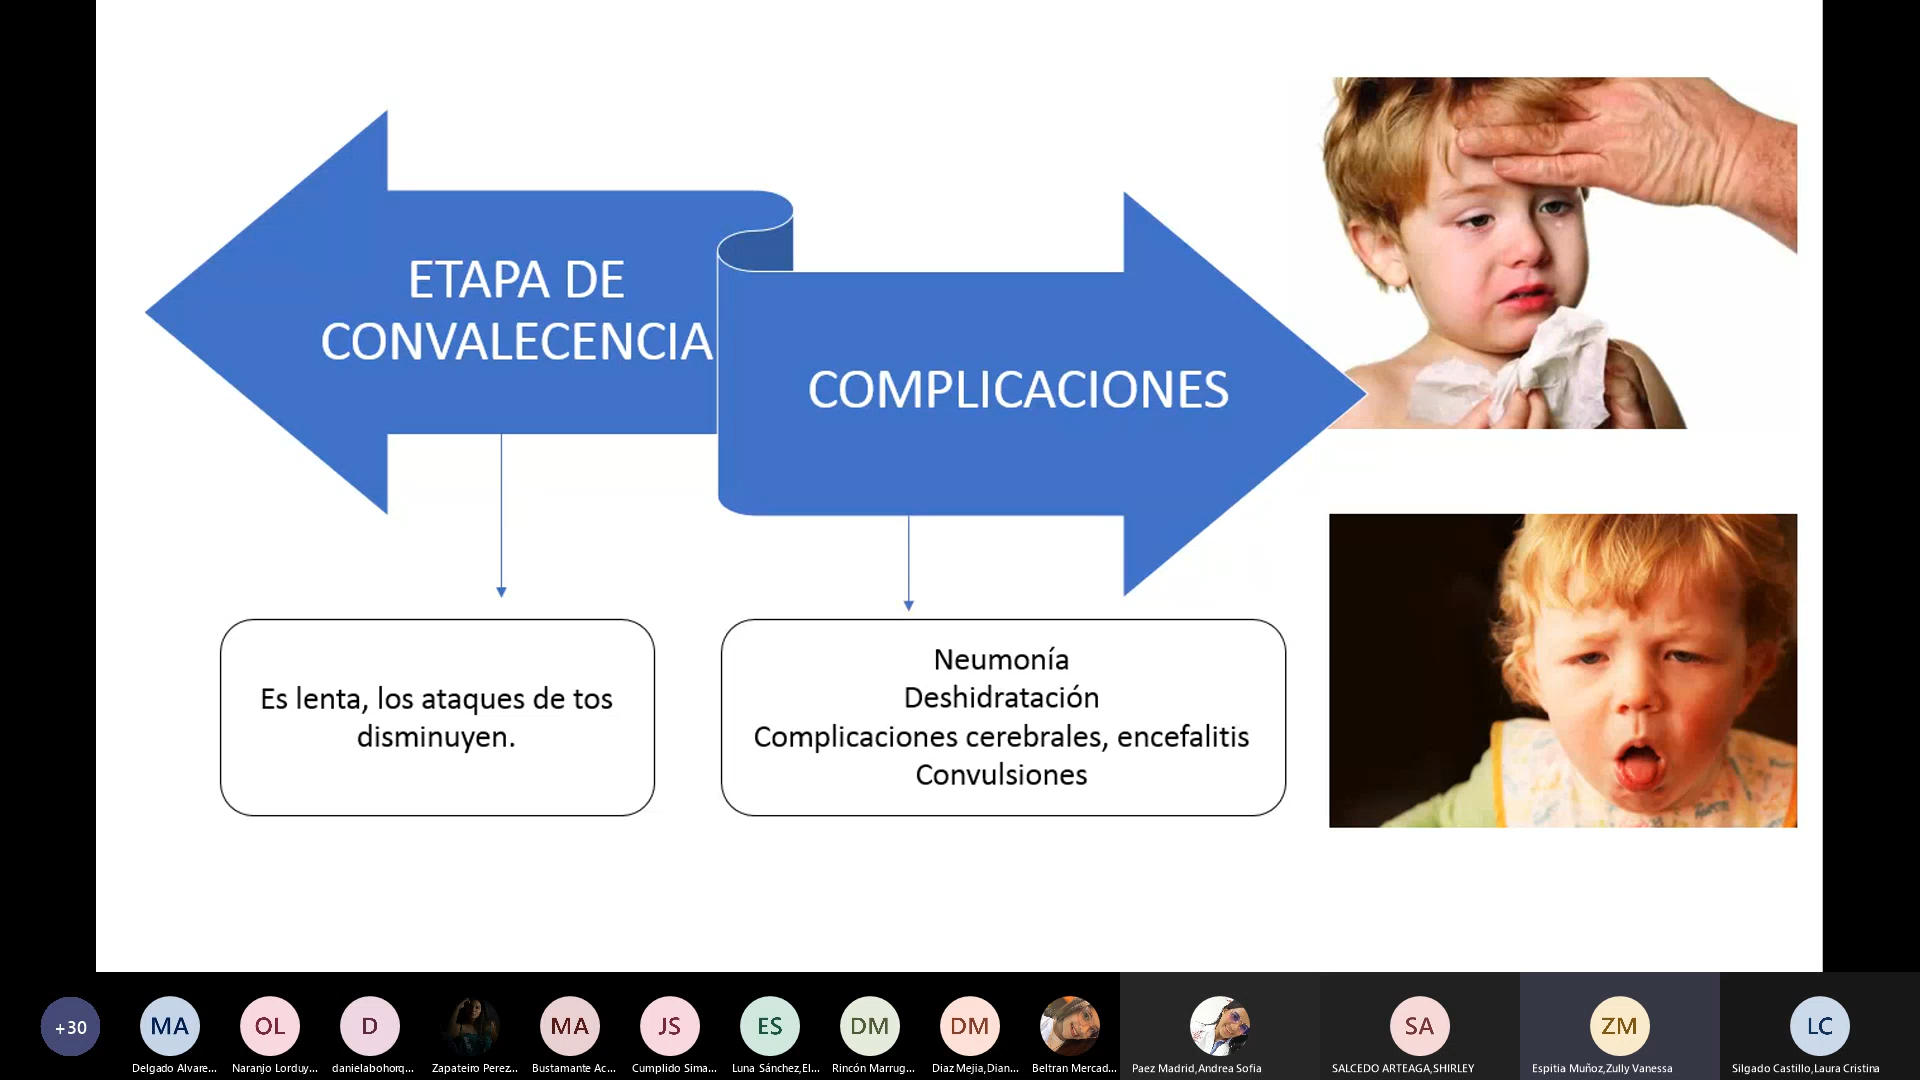 ETAPA DE
CONVALECENCIA
COMPLICACIONES
Es lenta, los ataques de tos
disminuyen.
Neumonía
Deshidratación
Complicaciones cerebrales, encefalitis
Convulsiones
+30
MA
OL
D
MA
JS
ES
DM
DM
SA
ZM
LC
Delgado Alvare...
Naranjo Lorduy...
danielabohorq...
Zapateiro Perez...
Bustamante Ac...
Cumplido Sima...
Luna Sánchez,El...
Rincón Marrug...
Diaz Mejia,Dian...
Beltran Mercad...
Paez Madrid,Andrea Sofia
SALCEDO ARTEAGA,SHIRLEY
Espitia Muñoz,Zully Vanessa
Silgado Castillo,Laura Cristina